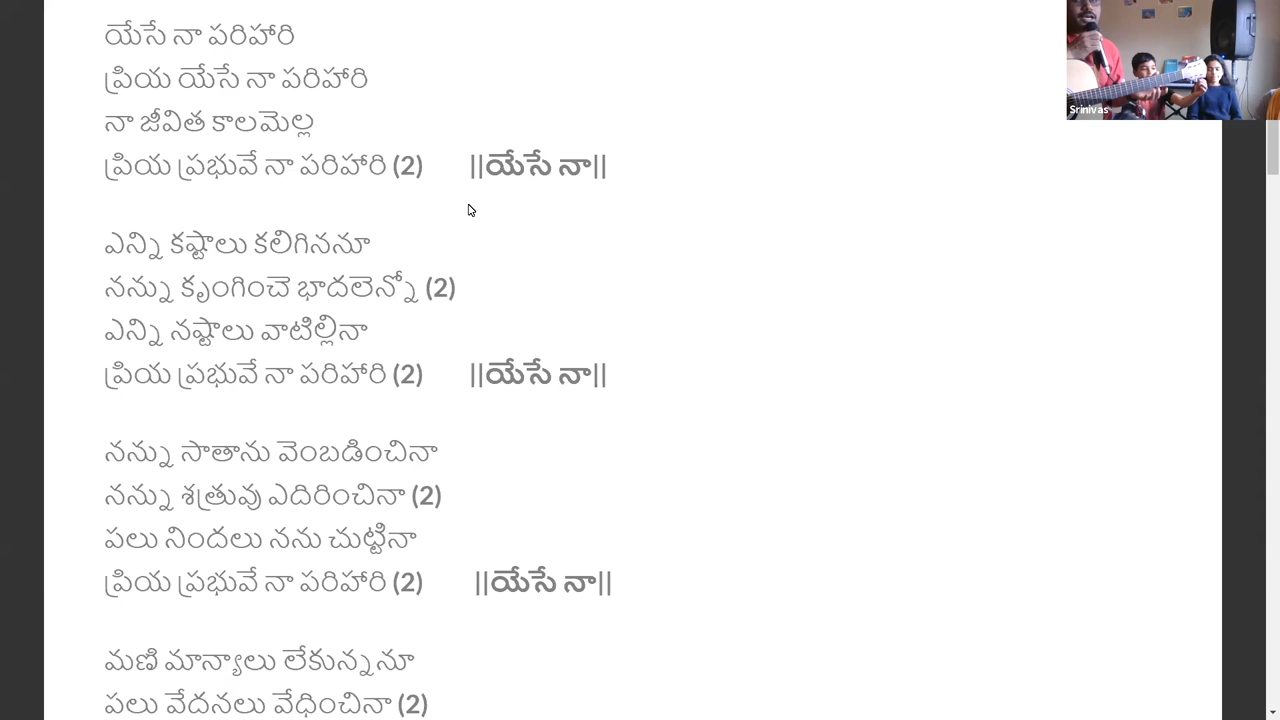 యేసే నా పరిహారి
ప్రియ యేసే నా పరిహారి
నా జీవిత కాలమెల్ల
ప్రియ ప్రభువే నా పరిహారి (2) ||యేసే నా||
ఎన్ని కష్టాలు కలిగిననూ
నన్ను కృంగించె భాదలెన్నో (2)
ఎన్ని నష్టాలు వాటిల్లినా
ప్రియ ప్రభువే నా పరిహారి (2) ||యేసే నా||
నన్ను సాతాను వెంబడించినా
నన్ను శత్రువు ఎదిరించినా (2)
పలు నిందలు నను చుట్టినా
ప్రియ ప్రభువే నా పరిహారి (2) ||యేసే నా||
మణి మాన్యాలు లేకున్ననూ
పలు వేదనలు వేధించినా (2)
Srinivas